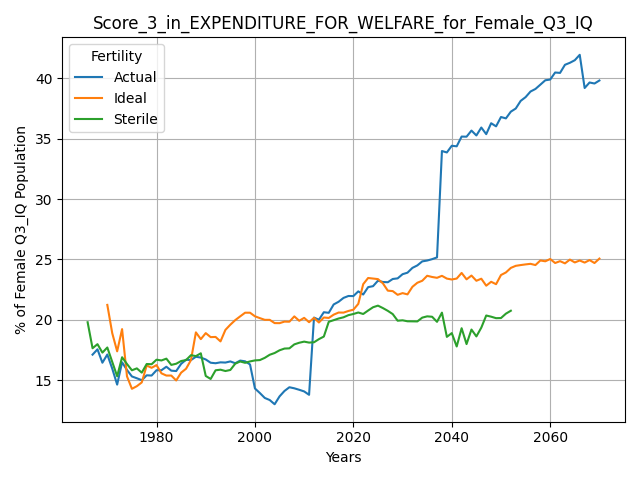 Score_3_in_EXPENDITURE_FOR_WELFARE_for_Female_Q3_IQ
Fertility
Actual
Ideal
Sterile
% of Female Q3_IQ Population
40
35
30
25
20
15
1980
2000
2020
2040
2060
Years